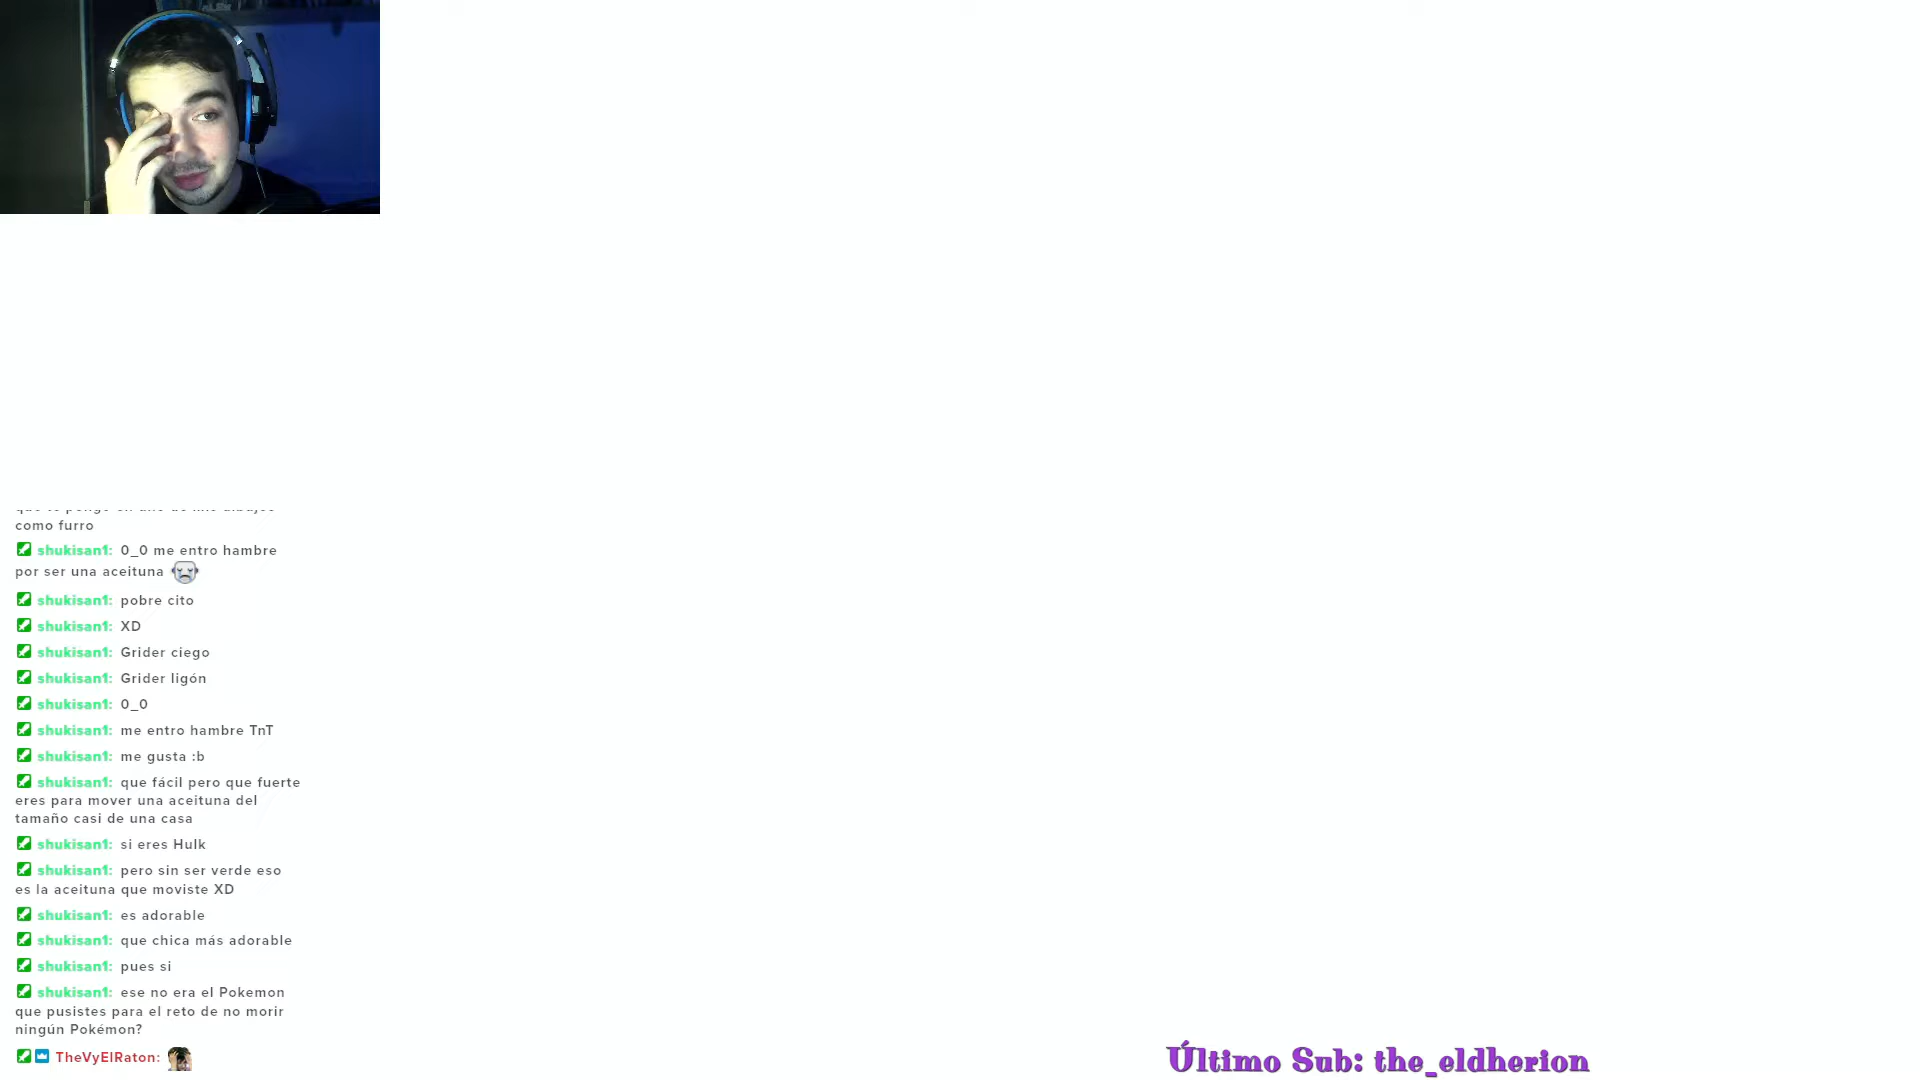 como furro
shukisan1: 0_0 me entro hambre
por ser una aceituna
shukisan1: pobre cito
shukisan1: XD
shukisan1: Grider ciego
shukisan1: Grider ligón
shukisan1: 0_0
shukisan1: me entro hambre TnT
shukisan1: me gusta :b
shukisan1: que fácil pero que fuerte
eres para mover una aceituna del
tamaño casi de una casa
shukisan1: si eres Hulk
shukisan1: pero sin ser verde eso
es la aceituna que moviste XD
shukisan1: es adorable
shukisan1: que chica más adorable
shukisan1: pues si
shukisan1: ese no era el Pokemon
que pusistes para el reto de no morir
ningún Pokémon?
TheVyElRaton:
Último Sub: the_eldherion